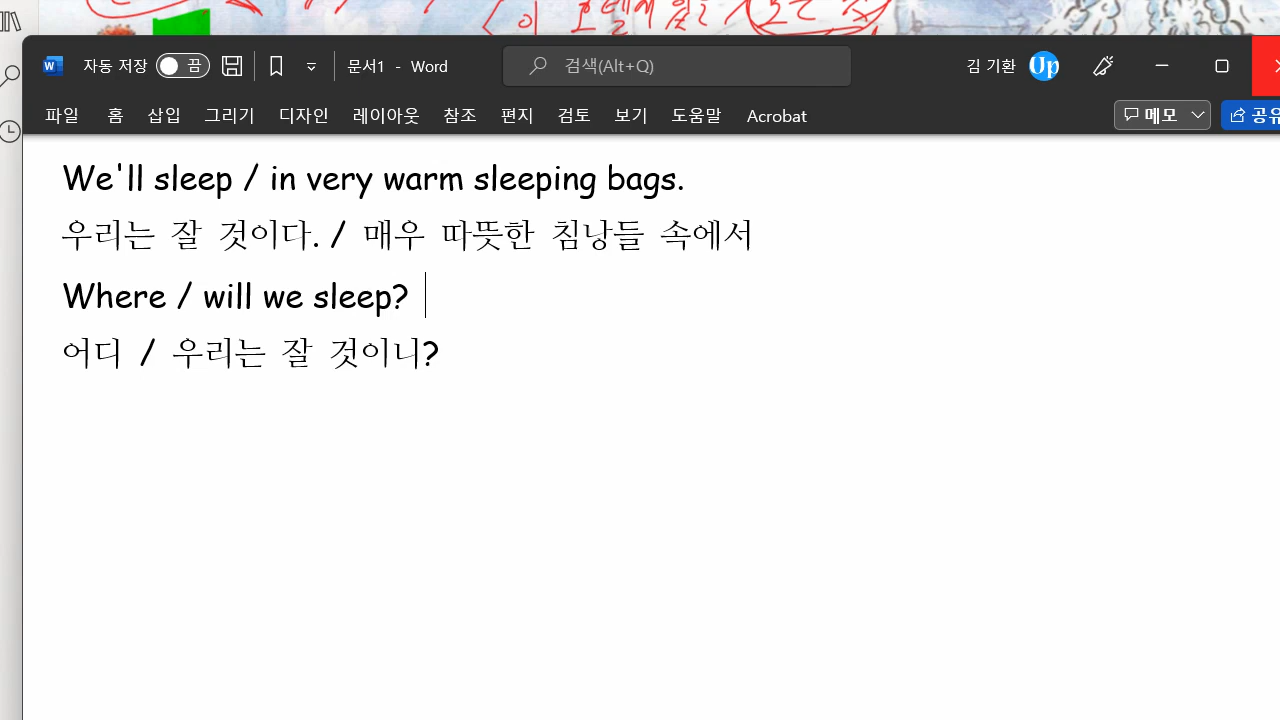 자동 저장 끔 문서1 - Word 검색(Alt+Q) 김 기환 Up
파일 홈 삽입 그리기 디자인 레이아웃 참조 편지 검토 보기 도움말 Acrobat 메모 공유
We'll sleep / in very warm sleeping bags.
우리는 잘 것이다. / 매우 따뜻한 침낭들 속에서
Where / will we sleep?
어디 / 우리는 잘 것이니?